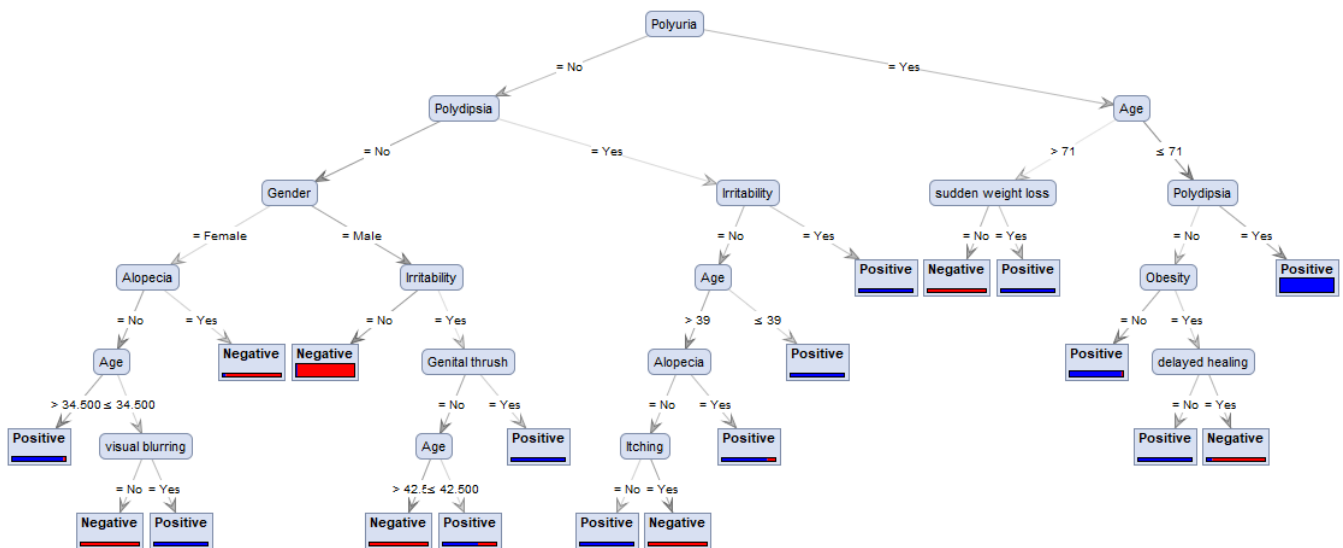 Polyuria
= No
= Yes
Polydipsia
Age
= No
= Yes
> 71
≤ 71
Gender
Irritability
sudden weight loss
Polydipsia
= Female
= Male
= No
= Yes
= No
= Yes
= No
= Yes
Alopecia
Irritability
Age
Positive
Negative
Positive
Obesity
Positive
= No
= Yes
= No
= Yes
> 39
≤ 39
= No
= Yes
Age
Negative
Negative
Genital thrush
Alopecia
Positive
Positive
delayed healing
> 34.500
≤ 34.500
= No
= Yes
= No
= Yes
= No
= Yes
Positive
visual blurring
Age
Positive
Itching
Positive
Positive
Negative
= No
= Yes
> 42.5
≤ 42.500
= No
= Yes
Negative
Positive
Negative
Positive
Positive
Negative